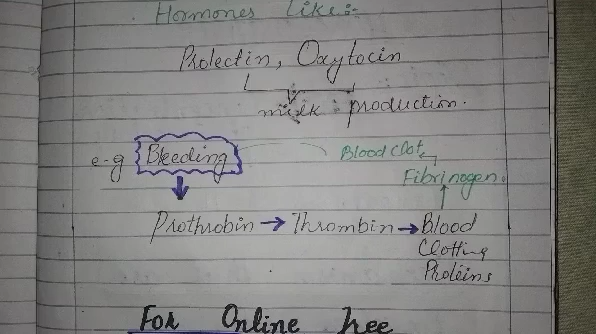 Hormones like:-
Prolectin, Oxytocin
milk production.
e-g Bleeding
Blood Clot
Fibrinogen.
Prothrobin → Thrombin → Blood
Clotting
Proteins
For Online free